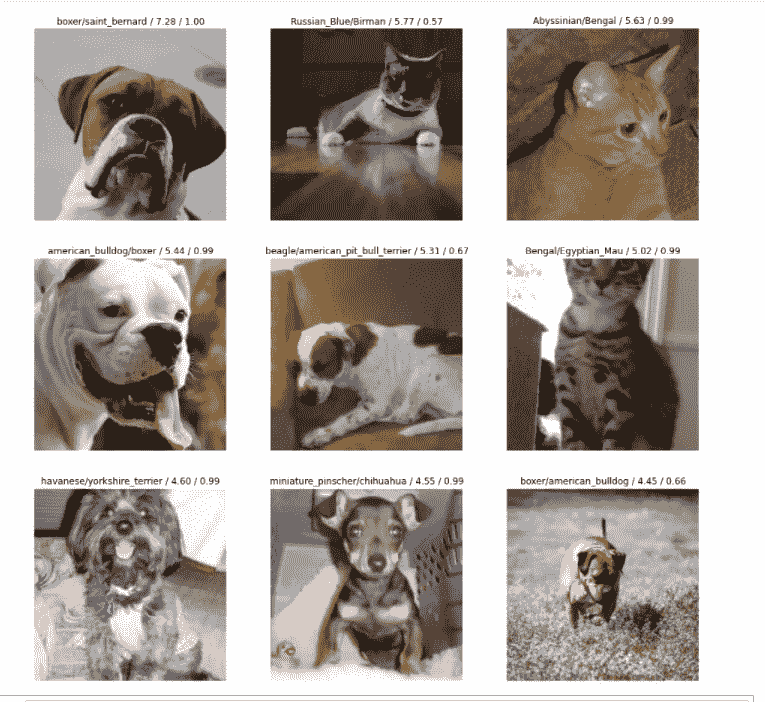 boxer/saint_bernard / 7.28 / 1.00
Russian_Blue/Birman / 5.77 / 0.57
Abyssinian/Bengal / 5.63 / 0.99
american_bulldog/boxer / 5.44 / 0.99
beagle/american_pit_bull_terrier / 5.31 / 0.67
Bengal/Egyptian_Mau / 5.02 / 0.99
havanese/yorkshire_terrier / 4.60 / 0.99
miniature_pinscher/chihuahua / 4.55 / 0.99
boxer/american_bulldog / 4.45 / 0.66